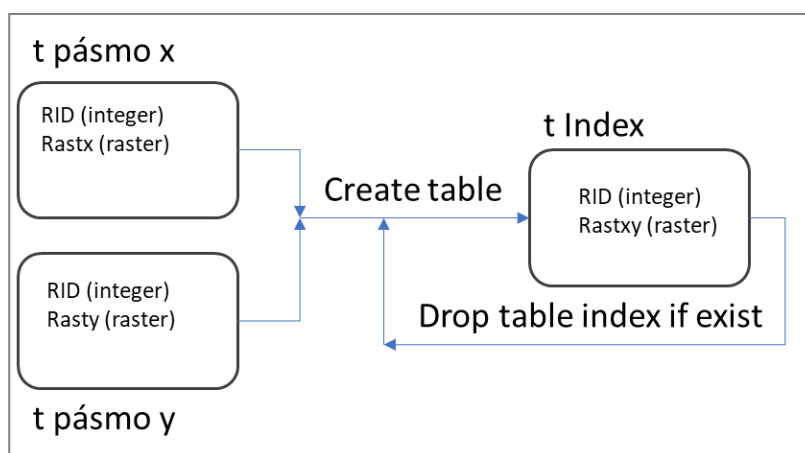 t pásmo x
RID (integer)
Rastx (raster)
t Index
Create table
RID (integer)
Rastxy (raster)
RID (integer)
Rasty (raster)
Drop table index if exist
t pásmo y